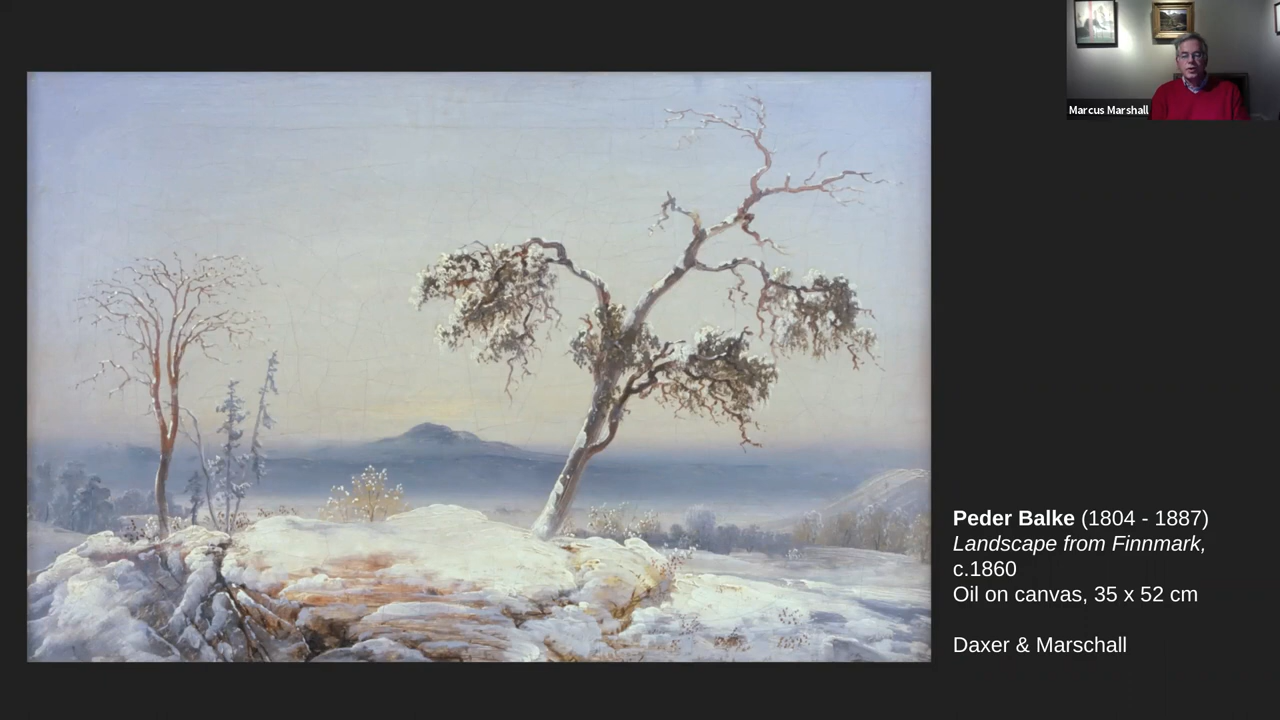 Marcus Marshall
Peder Balke (1804 - 1887)
Landscape from Finnmark,
c.1860
Oil on canvas, 35 x 52 cm
Daxer & Marschall